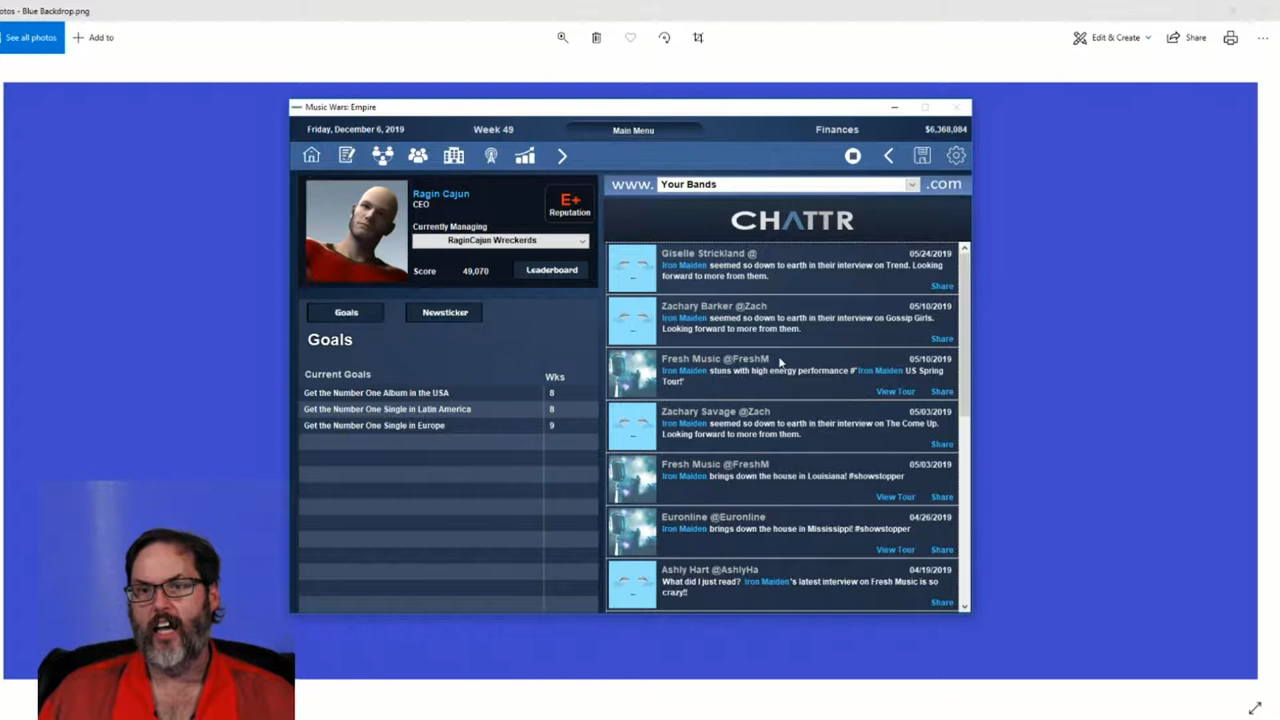 otos - Blue Backdrop.png
See all photos
Add to
Edit & Create
Share
Music Wars: Empire
Friday, December 6, 2019
Week 49
Main Menu
Finances
$6,368,084
Ragin Cajun
CEO
E+
Reputation
Currently Managing
RaginCajun Wreckerds
Score
49,070
Leaderboard
Goals
Newsticker
Goals
Current Goals
Wks
Get the Number One Album in the USA
8
Get the Number One Single in Latin America
8
Get the Number One Single in Europe
9
www.
Your Bands
.com
CHATTR
Giselle Strickland @
05/24/2019
Iron Maiden seemed so down to earth in their interview on Trend. Looking
forward to more from them.
Share
Zachary Barker @Zach
05/10/2019
Iron Maiden seemed so down to earth in their interview on Gossip Girls.
Looking forward to more from them.
Share
Fresh Music @FreshM
05/10/2019
Iron Maiden stuns with high energy performance #'Iron Maiden US Spring
Tour!'
View Tour
Share
Zachary Savage @Zach
05/03/2019
Iron Maiden seemed so down to earth in their interview on The Come Up.
Looking forward to more from them.
Share
Fresh Music @FreshM
05/03/2019
Iron Maiden brings down the house in Louisiana! #showstopper
View Tour
Share
Euronline @Euronline
04/26/2019
Iron Maiden brings down the house in Mississippi! #showstopper
View Tour
Share
Ashly Hart @AshlyHa
04/19/2019
What did I just read? Iron Maiden's latest interview on Fresh Music is so
crazy!!
Share